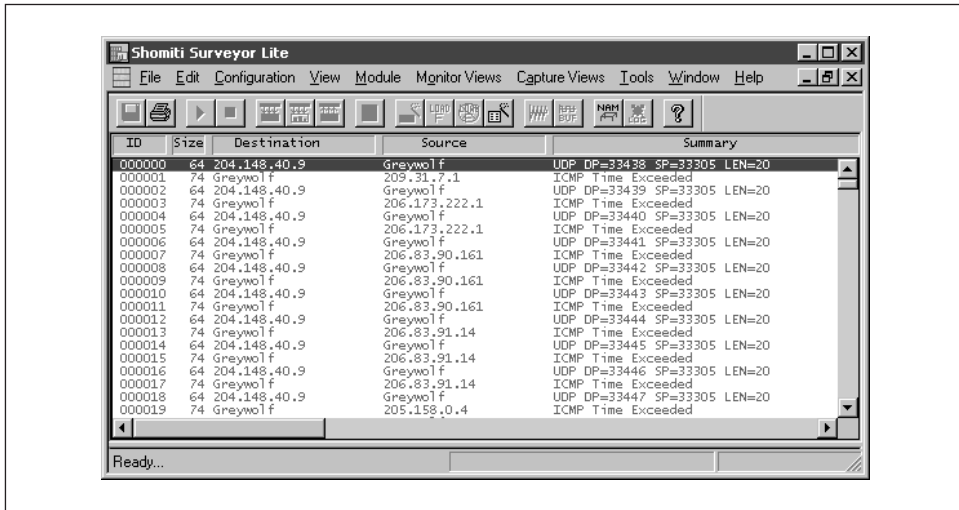 Shomiti Surveyor Lite
File Edit Configuration View Module Monitor Views Capture Views Tools Window Help
NAM
ID Size Destination Source Summary
000000 64 204.148.40.9 Greywolf UDP DP=33438 SP=33305 LEN=20
000001 74 Greywolf 209.31.7.1 ICMP Time Exceeded
000002 64 204.148.40.9 Greywolf UDP DP=33439 SP=33305 LEN=20
000003 74 Greywolf 206.173.222.1 ICMP Time Exceeded
000004 64 204.148.40.9 Greywolf UDP DP=33440 SP=33305 LEN=20
000005 74 Greywolf 206.173.222.1 ICMP Time Exceeded
000006 64 204.148.40.9 Greywolf UDP DP=33441 SP=33305 LEN=20
000007 74 Greywolf 206.83.90.161 ICMP Time Exceeded
000008 64 204.148.40.9 Greywolf UDP DP=33442 SP=33305 LEN=20
000009 74 Greywolf 206.83.90.161 ICMP Time Exceeded
000010 64 204.148.40.9 Greywolf UDP DP=33443 SP=33305 LEN=20
000011 74 Greywolf 206.83.90.161 ICMP Time Exceeded
000012 64 204.148.40.9 Greywolf UDP DP=33444 SP=33305 LEN=20
000013 74 Greywolf 206.83.91.14 ICMP Time Exceeded
000014 64 204.148.40.9 Greywolf UDP DP=33445 SP=33305 LEN=20
000015 74 Greywolf 206.83.91.14 ICMP Time Exceeded
000016 64 204.148.40.9 Greywolf UDP DP=33446 SP=33305 LEN=20
000017 74 Greywolf 206.83.91.14 ICMP Time Exceeded
000018 64 204.148.40.9 Greywolf UDP DP=33447 SP=33305 LEN=20
000019 74 Greywolf 205.158.0.4 ICMP Time Exceeded
Ready...